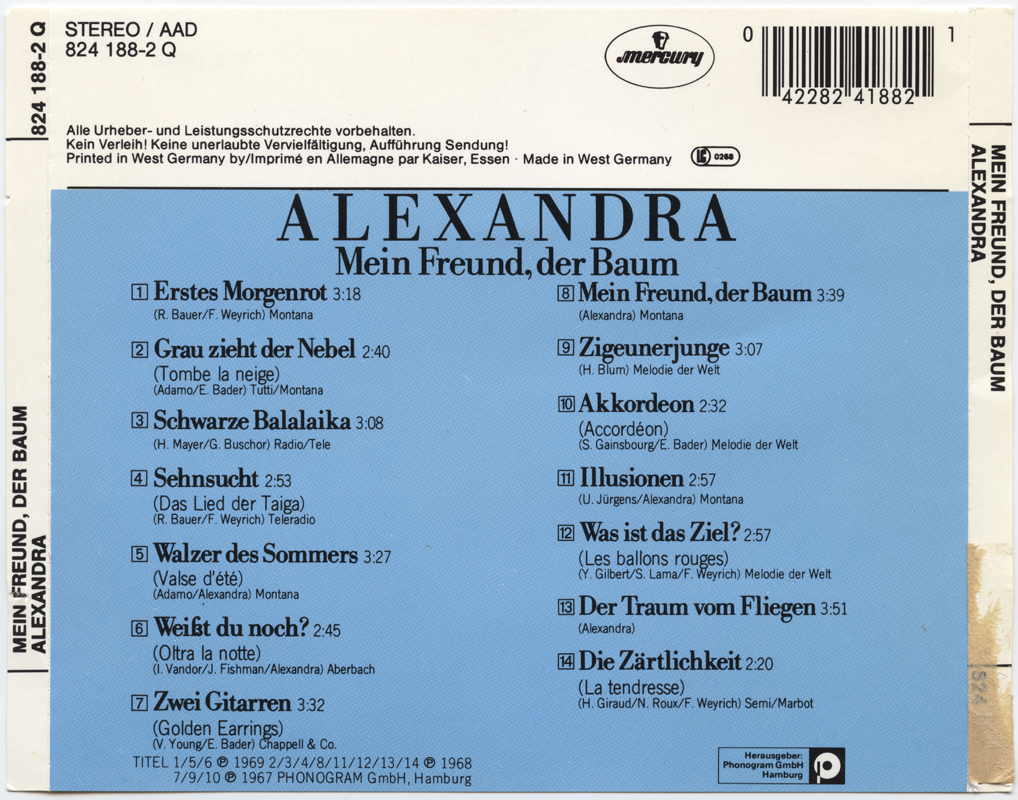 STEREO / AAD
824 188-2 Q
mercury
0 42282 41882 1
Alle Urheber- und Leistungsschutzrechte vorbehalten.
Kein Verleih! Keine unerlaubte Vervielfältigung, Aufführung Sendung!
Printed in West Germany by/Imprimé en Allemagne par Kaiser, Essen · Made in West Germany
LC 0268
824 188-2 Q
MEIN FREUND, DER BAUM
ALEXANDRA
MEIN FREUND, DER BAUM
ALEXANDRA
824
ALEXANDRA
Mein Freund, der Baum
1 Erstes Morgenrot 3:18
(R. Bauer/F. Weyrich) Montana
2 Grau zieht der Nebel 2:40
(Tombe la neige)
(Adamo/E. Bader) Tutti/Montana
3 Schwarze Balalaika 3:08
(H. Mayer/G. Buschor) Radio/Tele
4 Sehnsucht 2:53
(Das Lied der Taiga)
(R. Bauer/F. Weyrich) Teleradio
5 Walzer des Sommers 3:27
(Valse d'été)
(Adamo/Alexandra) Montana
6 Weißt du noch? 2:45
(Oltra la notte)
(I. Vandor/J. Fishman/Alexandra) Aberbach
7 Zwei Gitarren 3:32
(Golden Earrings)
(V. Young/E. Bader) Chappell & Co.
8 Mein Freund, der Baum 3:39
(Alexandra) Montana
9 Zigeunerjunge 3:07
(H. Blum) Melodie der Welt
10 Akkordeon 2:32
(Accordéon)
(S. Gainsbourg/E. Bader) Melodie der Welt
11 Illusionen 2:57
(U. Jürgens/Alexandra) Montana
12 Was ist das Ziel? 2:57
(Les ballons rouges)
(Y. Gilbert/S. Lama/F. Weyrich) Melodie der Welt
13 Der Traum vom Fliegen 3:51
(Alexandra)
14 Die Zärtlichkeit 2:20
(La tendresse)
(H. Giraud/N. Roux/F. Weyrich) Semi/Marbot
TITEL 1/5/6 ℗ 1969 2/3/4/8/11/12/13/14 ℗ 1968
7/9/10 ℗ 1967 PHONOGRAM GmbH, Hamburg
Herausgeber:
Phonogram GmbH
Hamburg